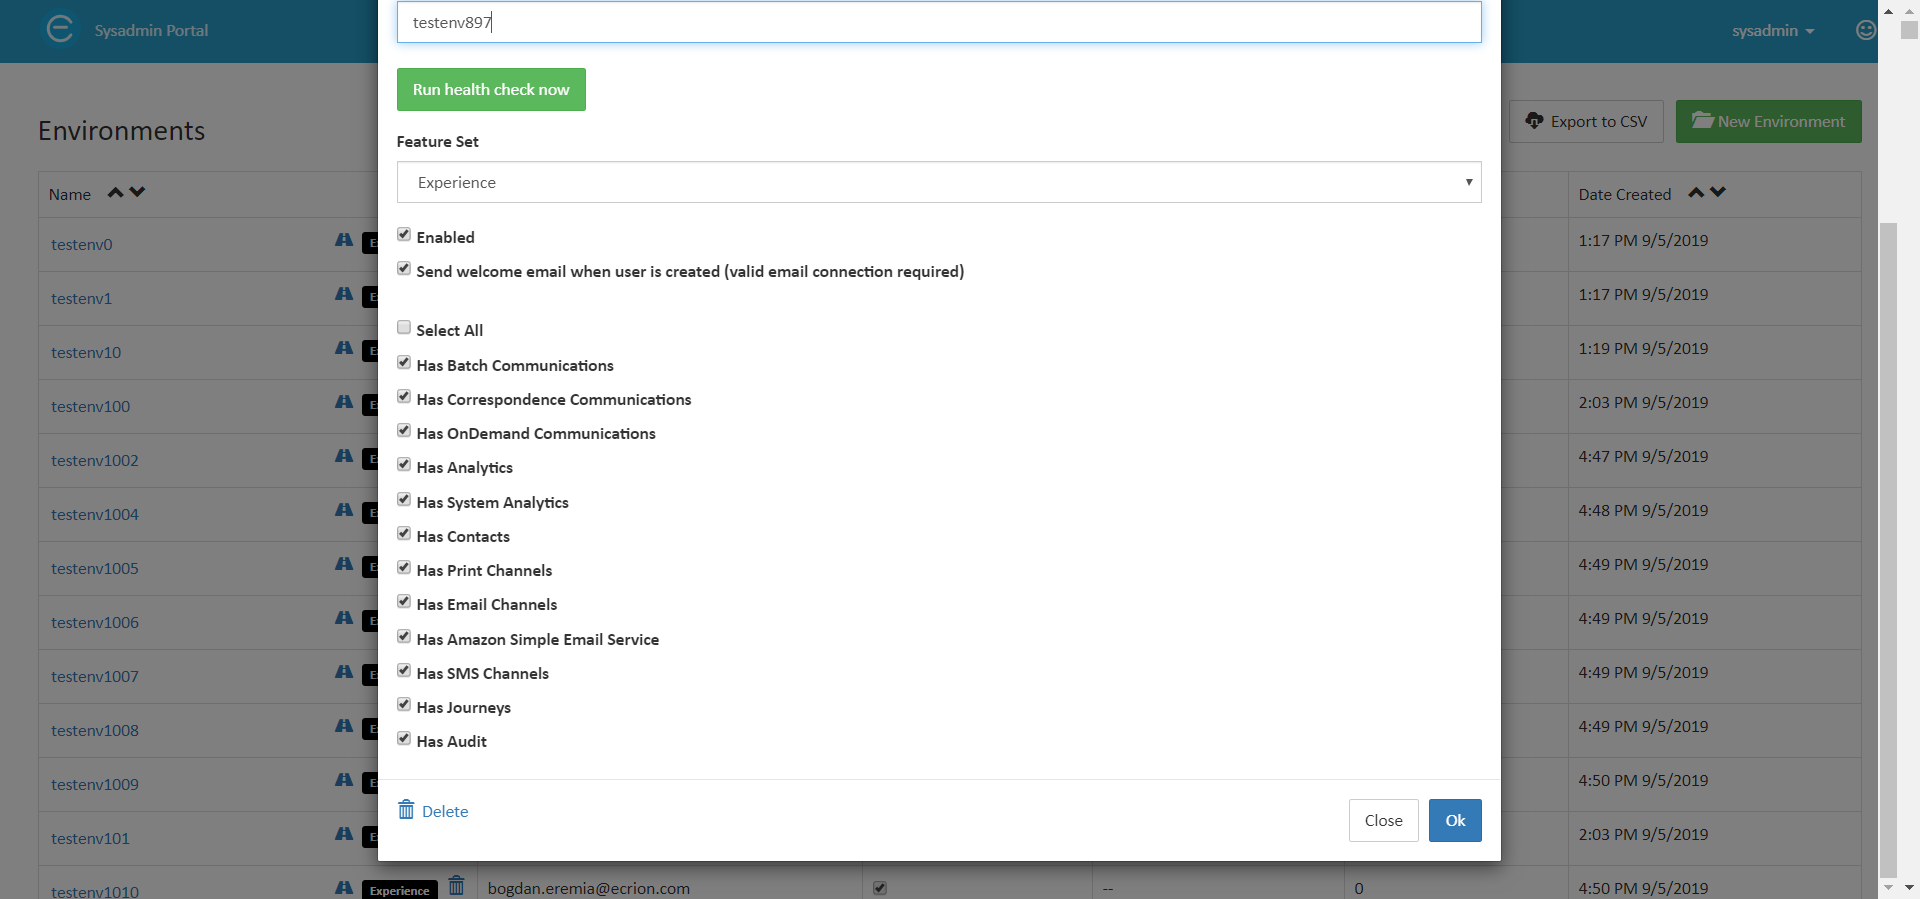 Sysadmin Portal
sysadmin
testenv897
Run health check now
Environments
Export to CSV
New Environment
Feature Set
Experience
Name
Date Created
Enabled
Send welcome email when user is created (valid email connection required)
Select All
Has Batch Communications
Has Correspondence Communications
Has OnDemand Communications
Has Analytics
Has System Analytics
Has Contacts
Has Print Channels
Has Email Channels
Has Amazon Simple Email Service
Has SMS Channels
Has Journeys
Has Audit
Delete
Close
Ok
testenv0 1:17 PM 9/5/2019
testenv1 1:17 PM 9/5/2019
testenv10 1:19 PM 9/5/2019
testenv100 2:03 PM 9/5/2019
testenv1002 4:47 PM 9/5/2019
testenv1004 4:48 PM 9/5/2019
testenv1005 4:49 PM 9/5/2019
testenv1006 4:49 PM 9/5/2019
testenv1007 4:49 PM 9/5/2019
testenv1008 4:49 PM 9/5/2019
testenv1009 4:50 PM 9/5/2019
testenv101 2:03 PM 9/5/2019
testenv1010 Experience bogdan.eremia@ecrion.com -- 0 4:50 PM 9/5/2019